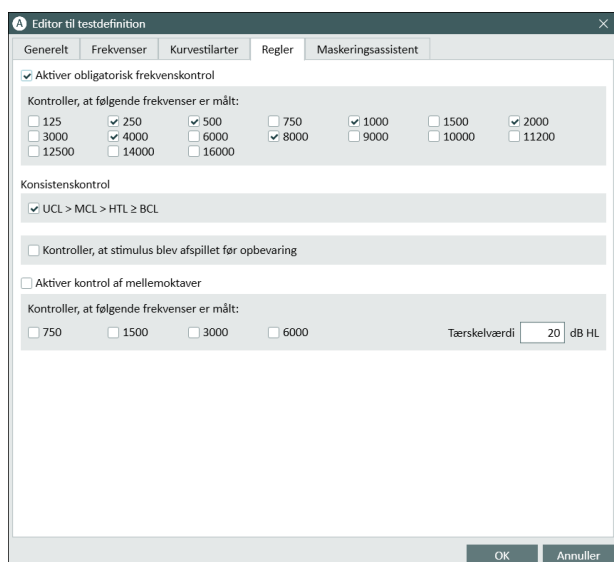 A Editor til testdefinition
Generelt Frekvenser Kurvestilarter Regler Maskeringsassistent
Aktiver obligatorisk frekvenskontrol
Kontroller, at følgende frekvenser er målt:
125 250 500 750 1000 1500 2000
3000 4000 6000 8000 9000 10000 11200
12500 14000 16000
Konsistenskontrol
UCL > MCL > HTL ≥ BCL
Kontroller, at stimulus blev afspillet før opbevaring
Aktiver kontrol af mellemoktaver
Kontroller, at følgende frekvenser er målt:
750 1500 3000 6000 Tærskelværdi 20 dB HL
OK Annuller